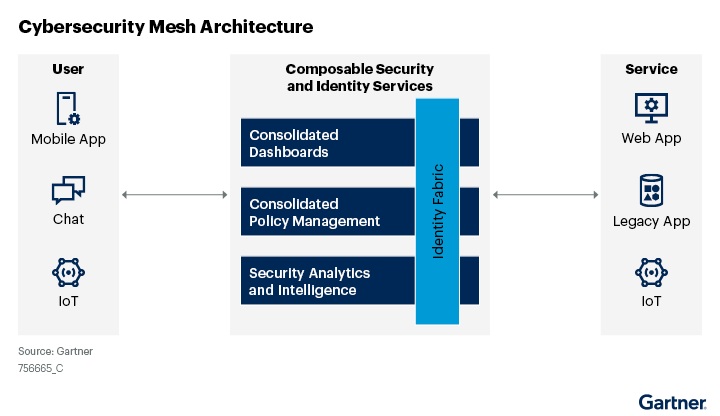 Cybersecurity Mesh Architecture
User
Mobile App
Chat
IoT
Composable Security
and Identity Services
Consolidated
Dashboards
Consolidated
Policy Management
Security Analytics
and Intelligence
Identity Fabric
Service
Web App
Legacy App
IoT
Source: Gartner
756665_C
Gartner